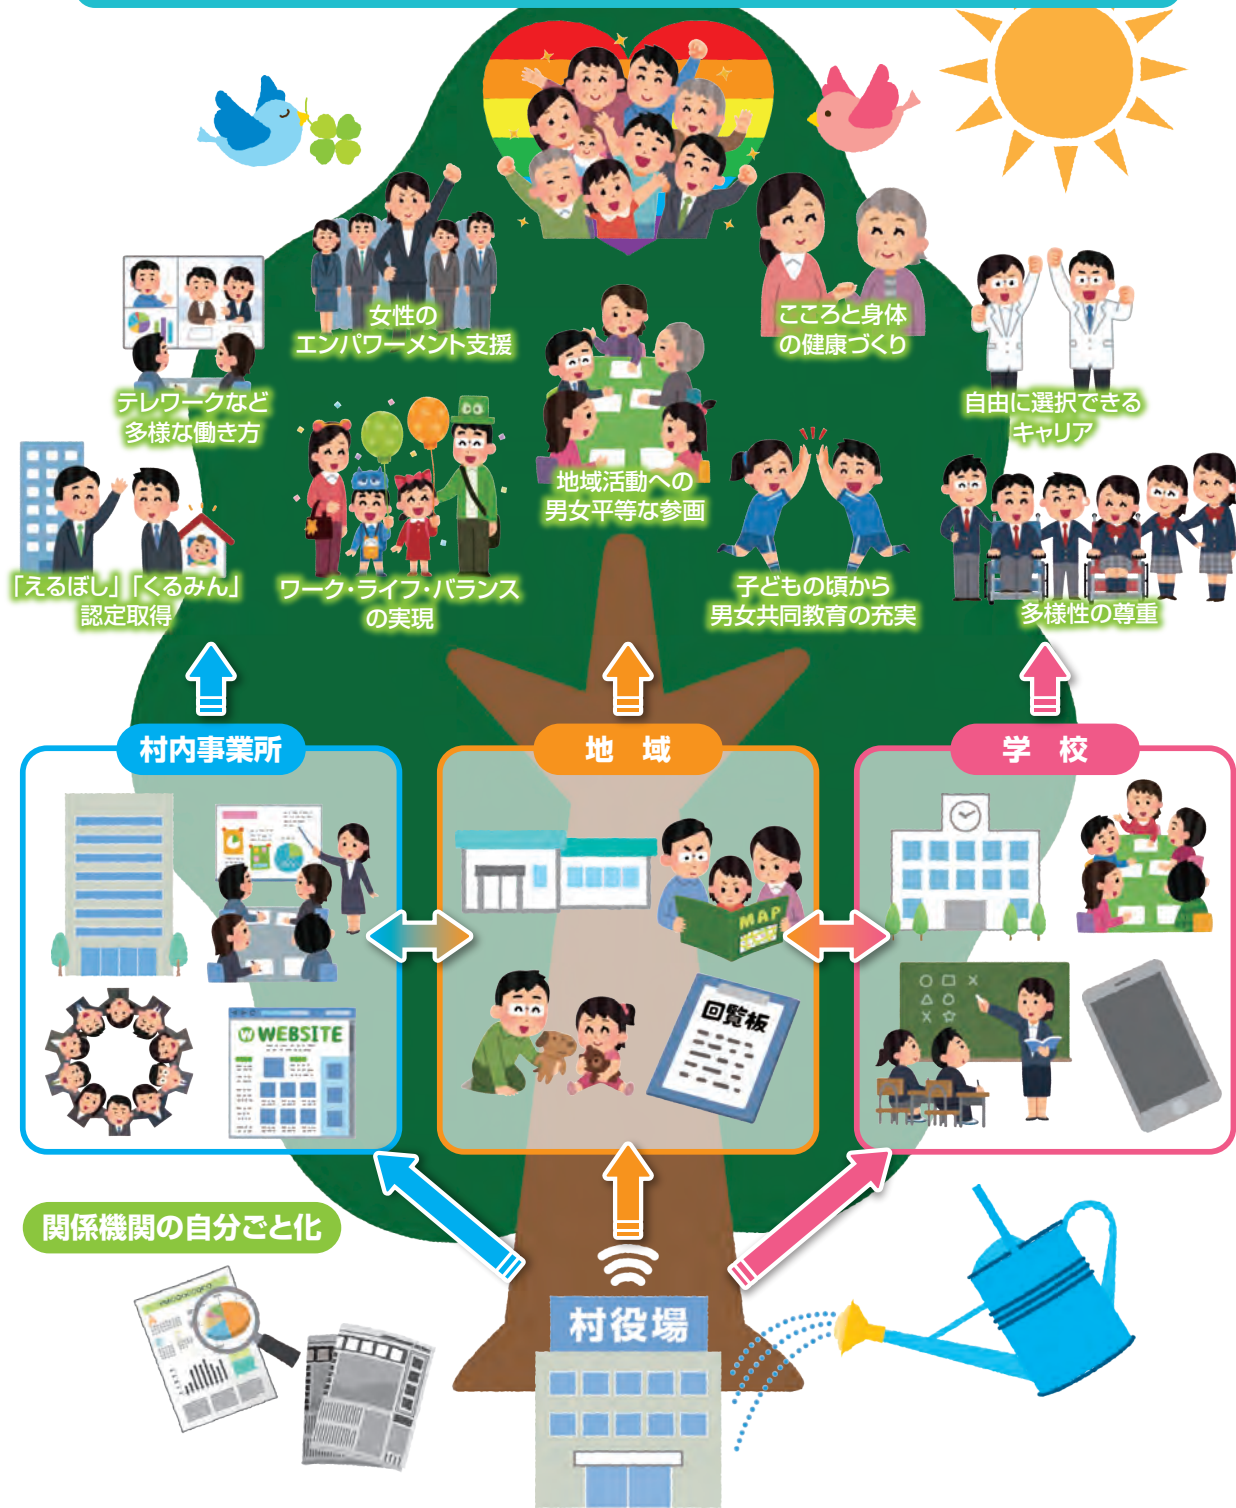 女性の
エンパワーメント支援
こころと身体
の健康づくり
テレワークなど
多様な働き方
自由に選択できる
キャリア
地域活動への
男女平等な参画
「えるぼし」「くるみん」
認定取得
ワーク・ライフ・バランス
の実現
子どもの頃から
男女共同教育の充実
多様性の尊重
村内事業所
地 域
学 校
MAP
回覧板
WEBSITE
関係機関の自分ごと化
村役場